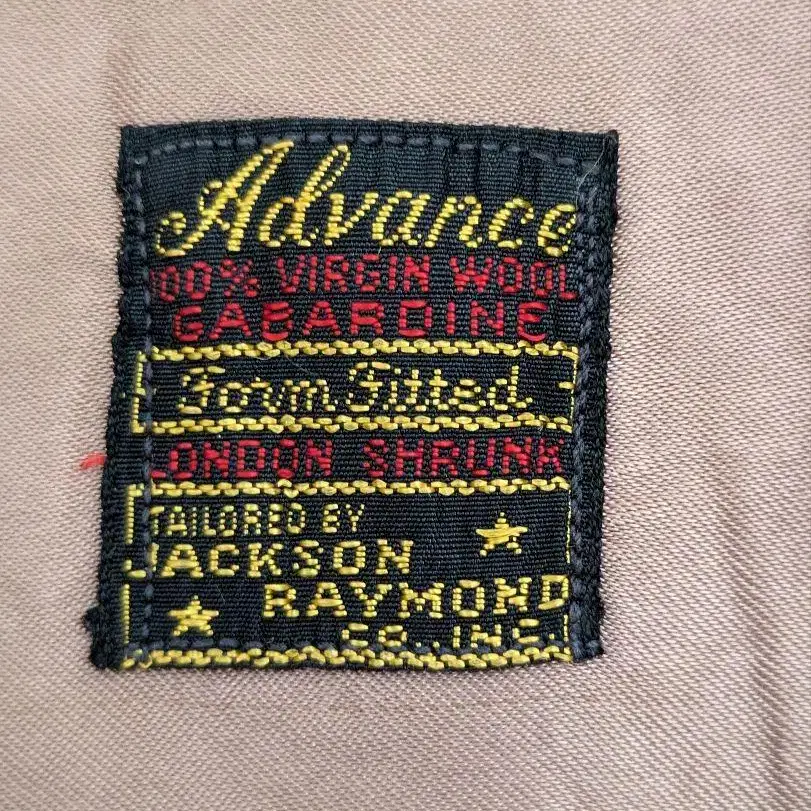 Advance
100% VIRGIN WOOL
GABARDINE
Form Fitted
LONDON SHRUNK
TAILORED BY
JACKSON
RAYMOND
CO., INC.